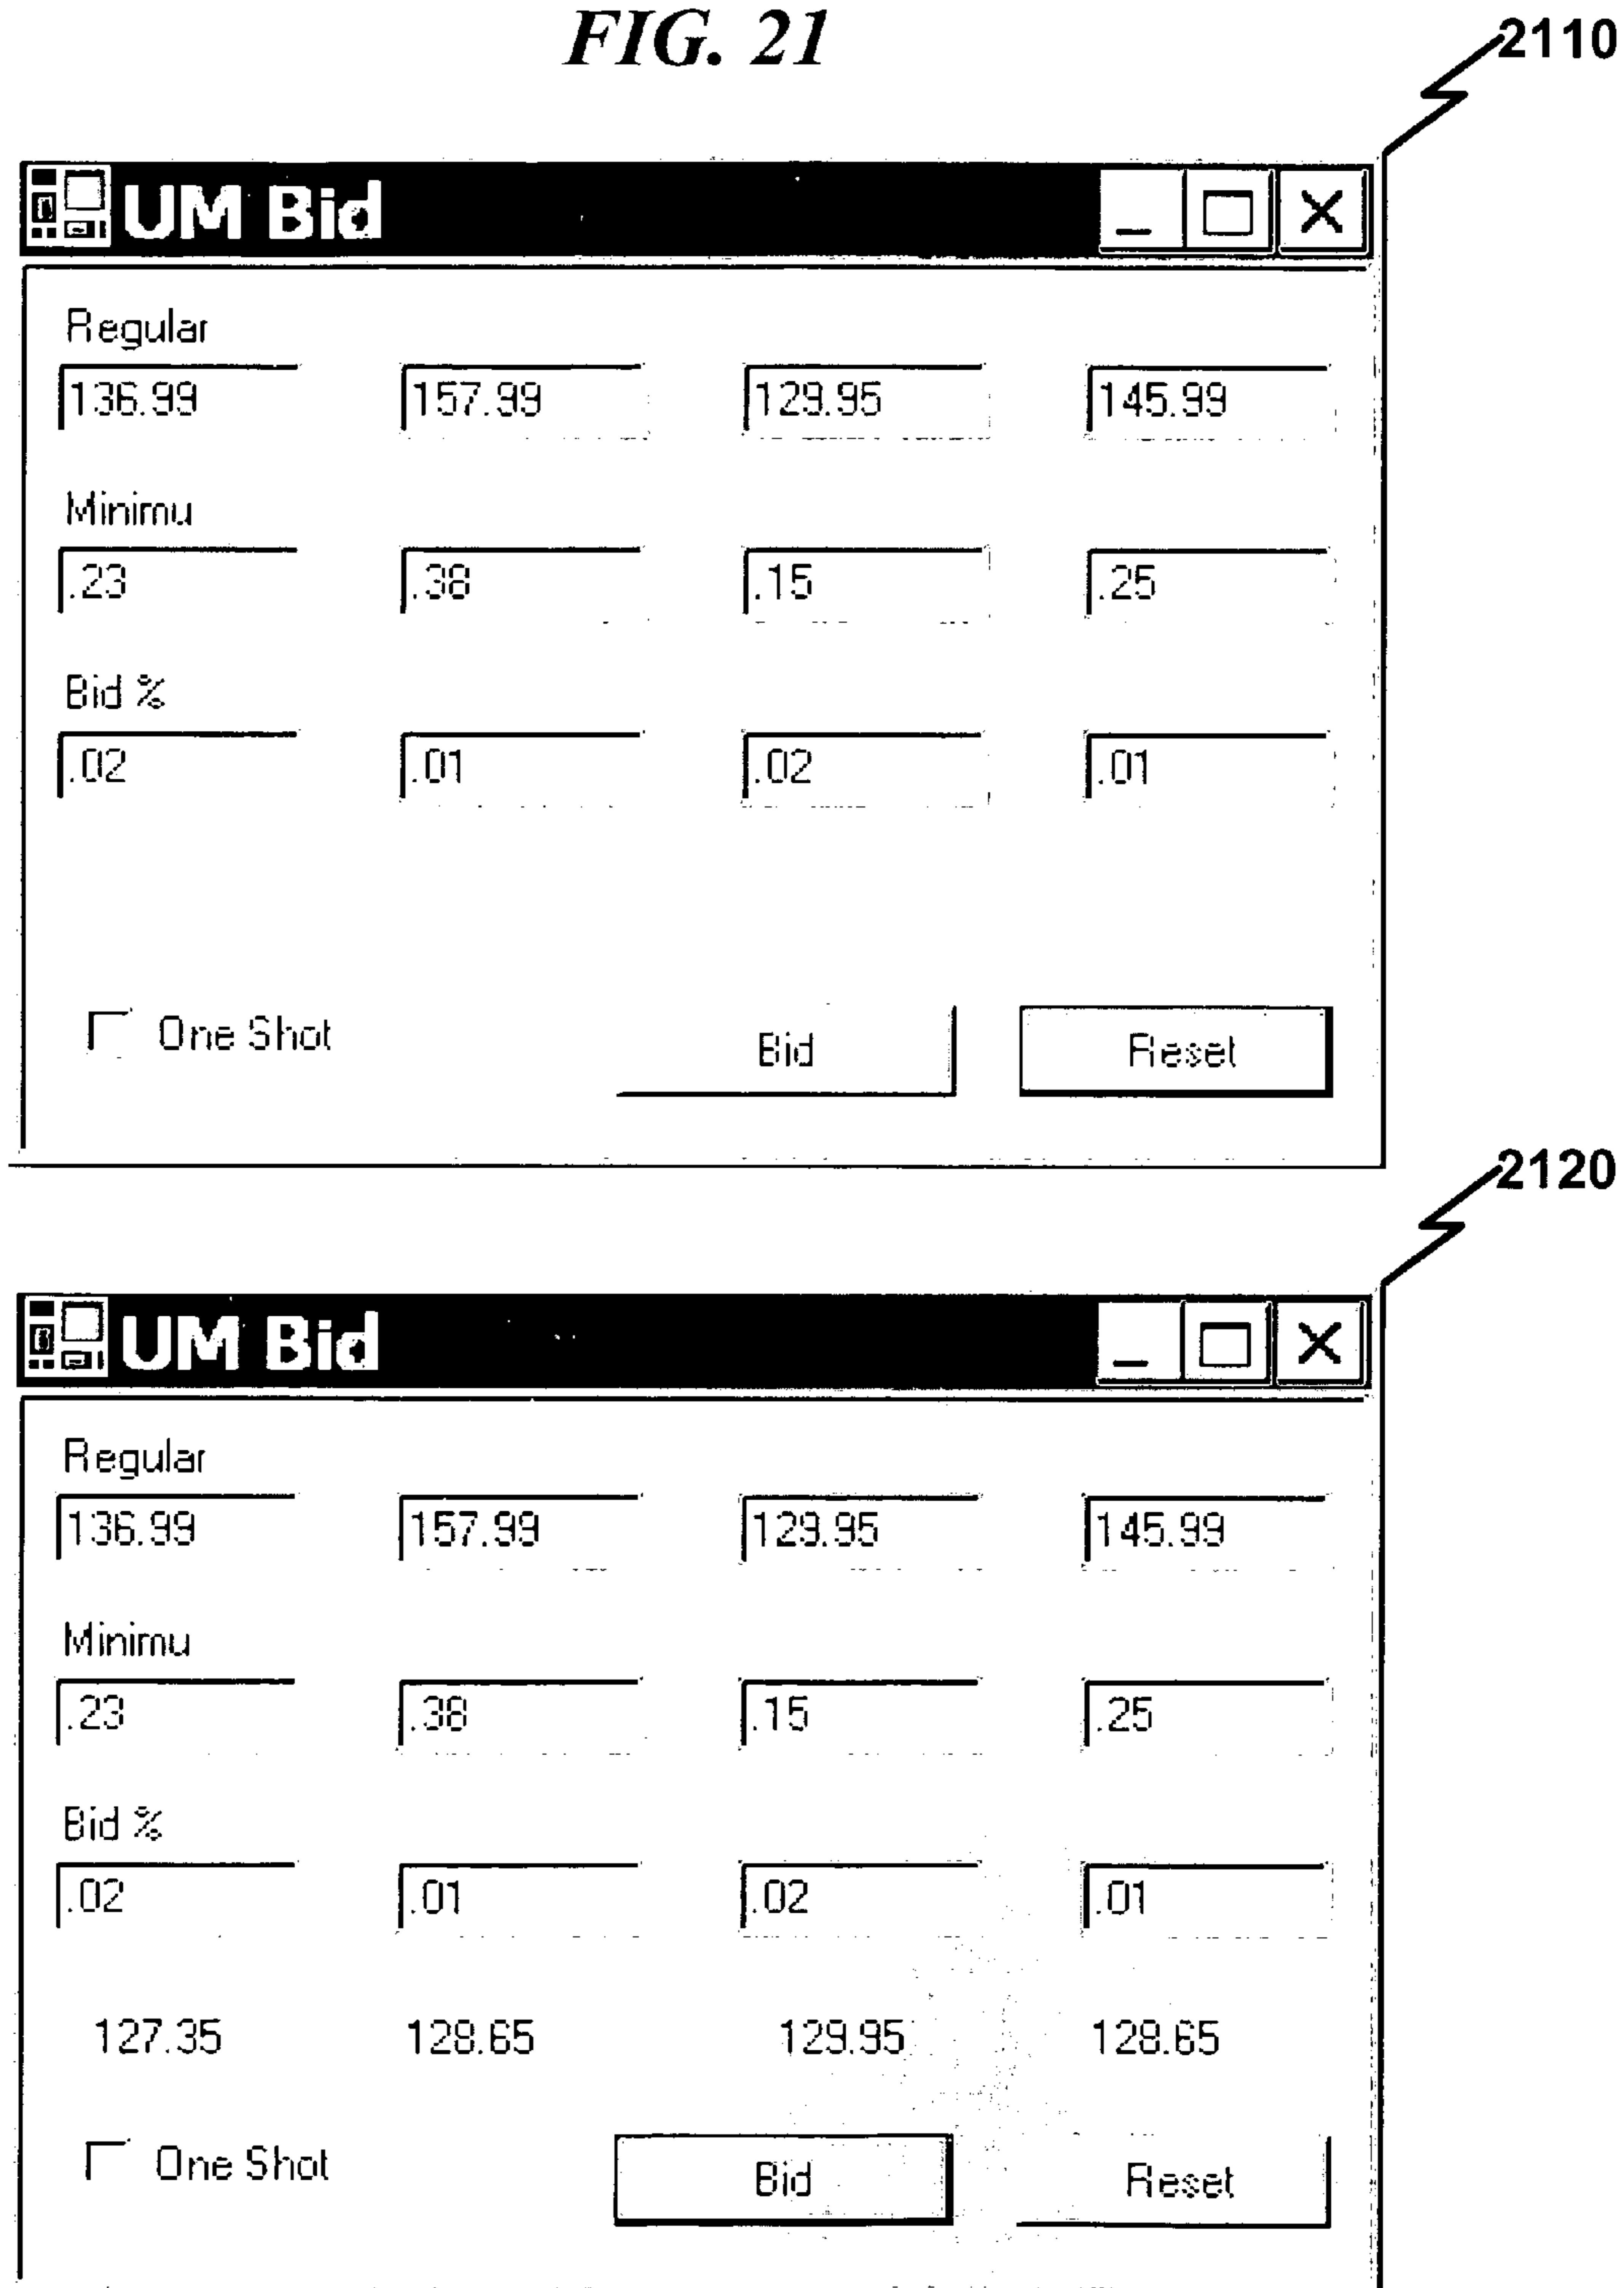 FIG. 21
2110
UM Bid
Regular
136.99 157.99 129.95 145.99
Minimu
.23 .38 .15 .25
Bid %
.02 .01 .02 .01
One Shot Bid Reset
2120
UM Bid
Regular
136.99 157.99 129.95 145.99
Minimu
.23 .38 .15 .25
Bid %
.02 .01 .02 .01
127.35 128.65 129.95 128.65
One Shot Bid Reset